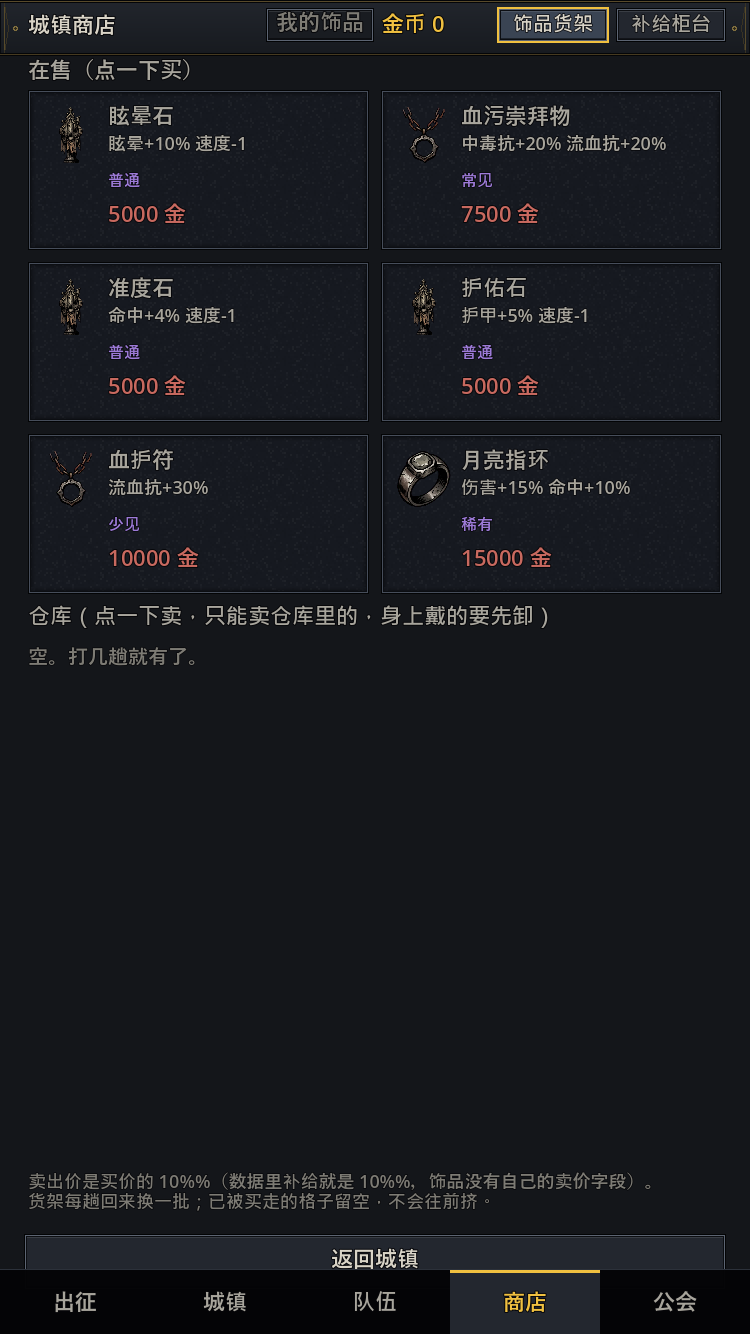 城镇商店
我的饰品
金币 0
饰品货架
补给柜台
在售（点一下买）
眩晕石
眩晕+10% 速度-1
普通
5000 金
血污崇拜物
中毒抗+20% 流血抗+20%
常见
7500 金
准度石
命中+4% 速度-1
普通
5000 金
护佑石
护甲+5% 速度-1
普通
5000 金
血护符
流血抗+30%
少见
10000 金
月亮指环
伤害+15% 命中+10%
稀有
15000 金
仓库 ( 点一下卖 · 只能卖仓库里的 · 身上戴的要先卸 )
空。打几趟就有了。
卖出价是买价的 10%%（数据里补给就是 10%%，饰品没有自己的卖价字段）。
货架每趟回来换一批；已被买走的格子留空 · 不会往前挤。
返回城镇
出征
城镇
队伍
商店
公会